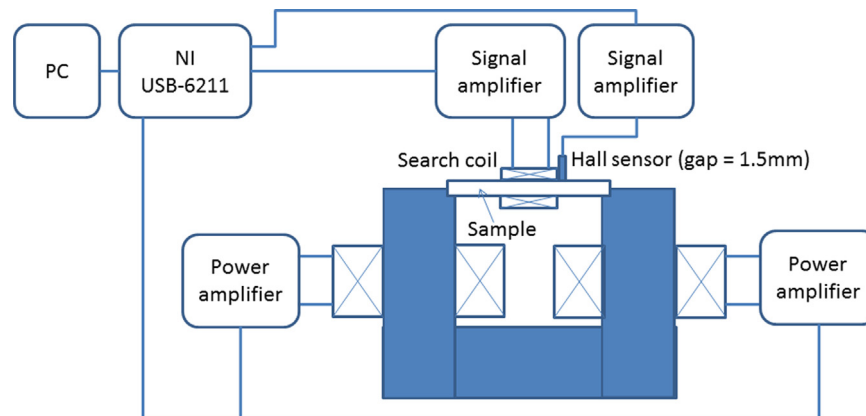 PC
NI
USB-6211
Signal
amplifier
Signal
amplifier
Search coil
Hall sensor (gap = 1.5mm)
Sample
Power
amplifier
Power
amplifier